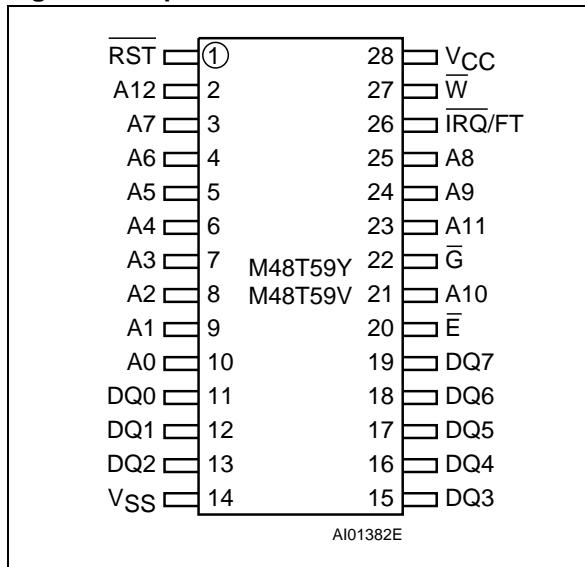 R̅S̅T̅ 1 28 VCC
A12 2 27 W̅
A7 3 26 I̅R̅Q̅/FT
A6 4 25 A8
A5 5 24 A9
A4 6 23 A11
A3 7 M48T59Y 22 G̅
A2 8 M48T59V 21 A10
A1 9 20 E̅
A0 10 19 DQ7
DQ0 11 18 DQ6
DQ1 12 17 DQ5
DQ2 13 16 DQ4
VSS 14 15 DQ3
AI01382E